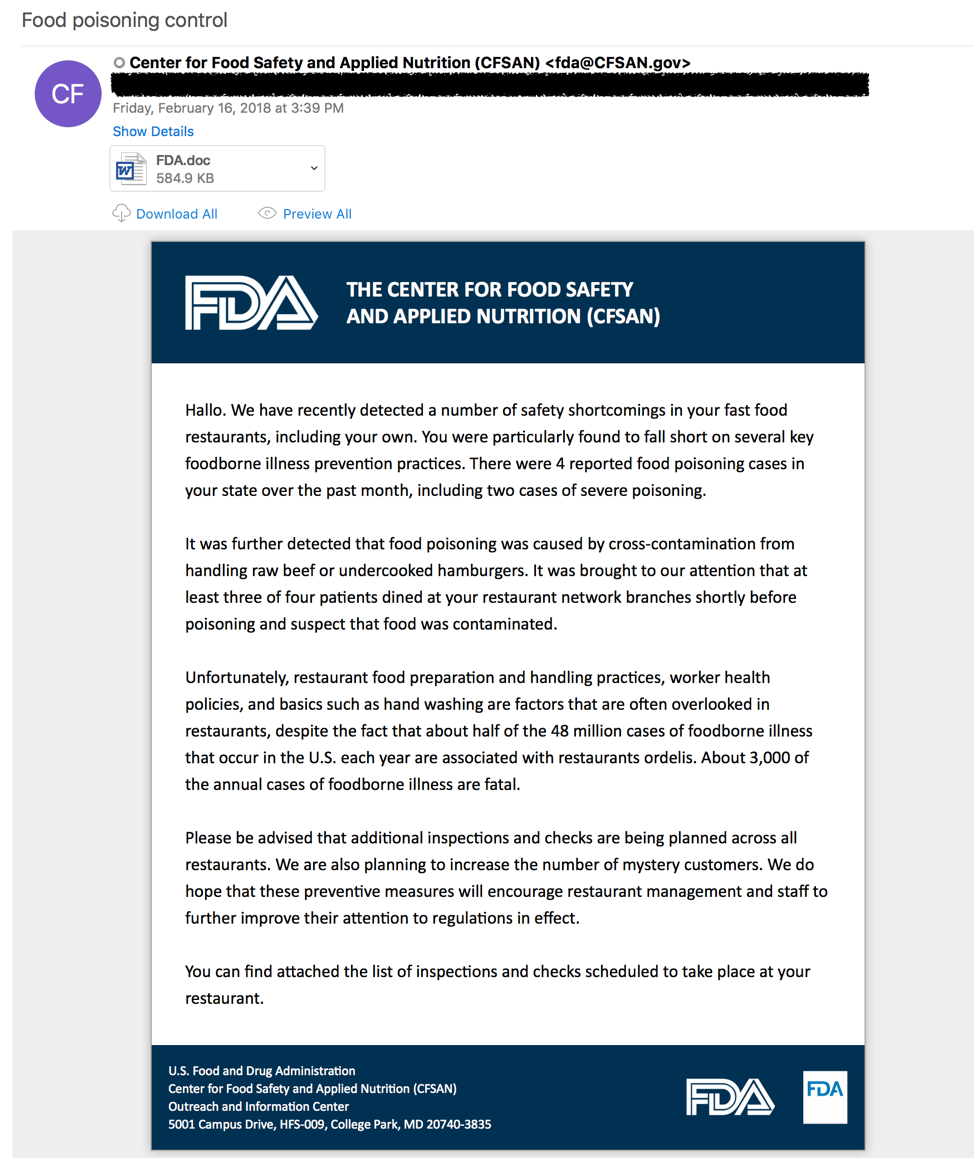 Food poisoning control
Center for Food Safety and Applied Nutrition (CFSAN) <fda@CFSAN.gov>
CF
Friday, February 16, 2018 at 3:39 PM
Show Details
FDA.doc
584.9 KB
Download All Preview All
FDA
THE CENTER FOR FOOD SAFETY
AND APPLIED NUTRITION (CFSAN)
Hallo. We have recently detected a number of safety shortcomings in your fast food
restaurants, including your own. You were particularly found to fall short on several key
foodborne illness prevention practices. There were 4 reported food poisoning cases in
your state over the past month, including two cases of severe poisoning.
It was further detected that food poisoning was caused by cross-contamination from
handling raw beef or undercooked hamburgers. It was brought to our attention that at
least three of four patients dined at your restaurant network branches shortly before
poisoning and suspect that food was contaminated.
Unfortunately, restaurant food preparation and handling practices, worker health
policies, and basics such as hand washing are factors that are often overlooked in
restaurants, despite the fact that about half of the 48 million cases of foodborne illness
that occur in the U.S. each year are associated with restaurants ordelis. About 3,000 of
the annual cases of foodborne illness are fatal.
Please be advised that additional inspections and checks are being planned across all
restaurants. We are also planning to increase the number of mystery customers. We do
hope that these preventive measures will encourage restaurant management and staff to
further improve their attention to regulations in effect.
You can find attached the list of inspections and checks scheduled to take place at your
restaurant.
U.S. Food and Drug Administration
Center for Food Safety and Applied Nutrition (CFSAN)
Outreach and Information Center
5001 Campus Drive, HFS-009, College Park, MD 20740-3835
FDA
FDA